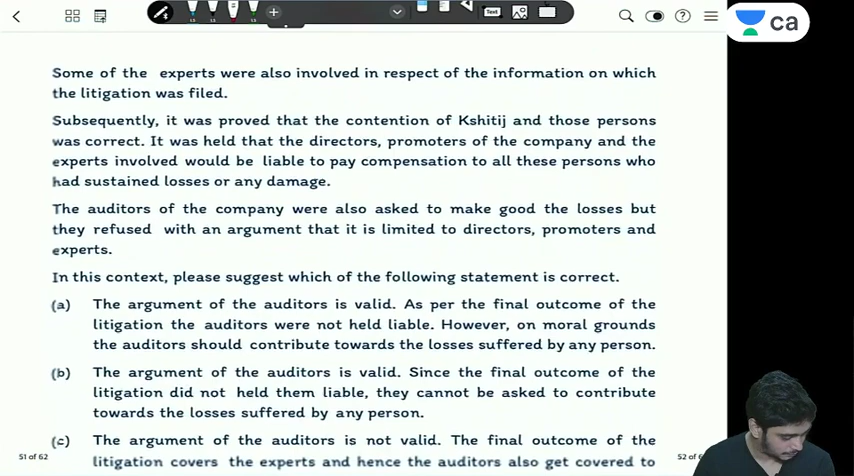 Text
ca
Some of the experts were also involved in respect of the information on which
the litigation was filed.
Subsequently, it was proved that the contention of Kshitij and those persons
was correct. It was held that the directors, promoters of the company and the
experts involved would be liable to pay compensation to all these persons who
had sustained losses or any damage.
The auditors of the company were also asked to make good the losses but
they refused with an argument that it is limited to directors, promoters and
experts.
In this context, please suggest which of the following statement is correct.
(a) The argument of the auditors is valid. As per the final outcome of the
litigation the auditors were not held liable. However, on moral grounds
the auditors should contribute towards the losses suffered by any person.
(b) The argument of the auditors is valid. Since the final outcome of the
litigation did not held them liable, they cannot be asked to contribute
towards the losses suffered by any person.
(c) The argument of the auditors is not valid. The final outcome of the
litigation covers the experts and hence the auditors also get covered to
51 of 62
52 of